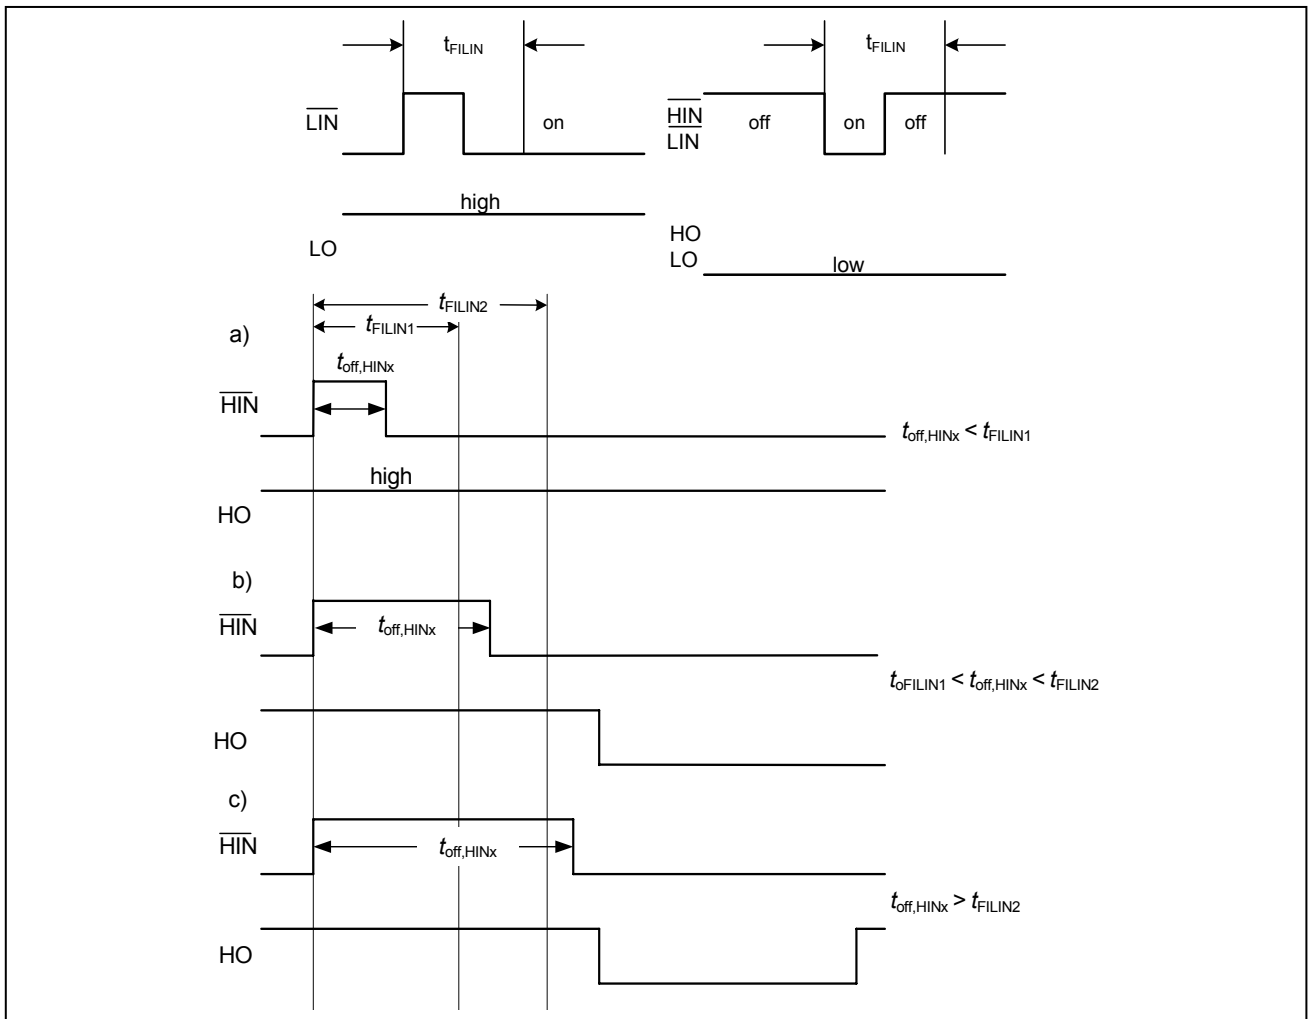 tFILIN
tFILIN
LIN
on
HIN
LIN
off
on
off
high
LO
HO
LO
low
tFILIN2
tFILIN1
a)
toff,HINx
HIN
toff,HINx < tFILIN1
high
HO
b)
HIN
toff,HINx
toFILIN1 < toff,HINx < tFILIN2
HO
c)
HIN
toff,HINx
toff,HINx > tFILIN2
HO